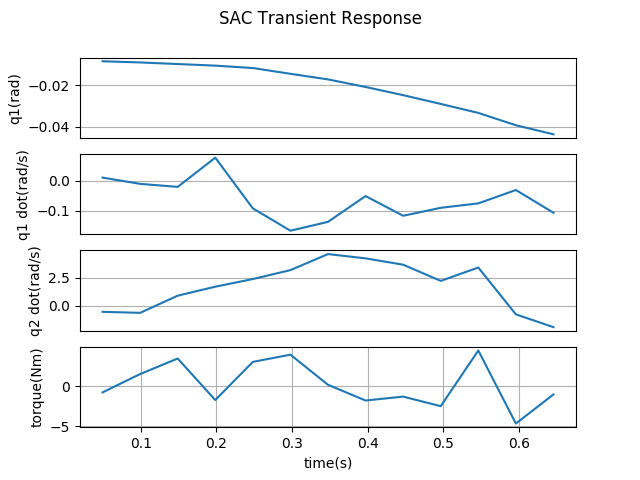 SAC Transient Response
q1(rad)
−0.02
−0.04
q1 dot(rad/s)
0.0
−0.1
q2 dot(rad/s)
2.5
0.0
torque(Nm)
0
−5
0.1 0.2 0.3 0.4 0.5 0.6
time(s)